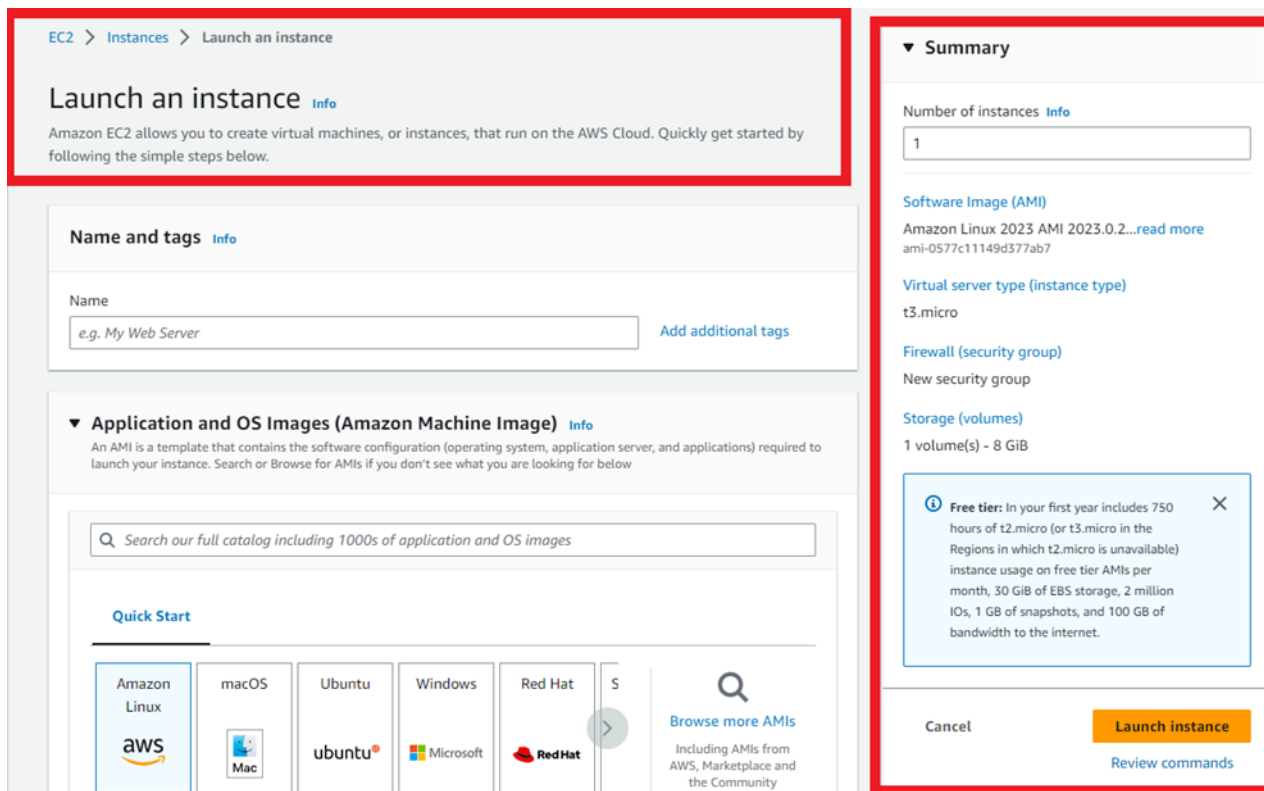 EC2 > Instances > Launch an instance
Launch an instance Info
Amazon EC2 allows you to create virtual machines, or instances, that run on the AWS Cloud. Quickly get started by
following the simple steps below.
Name and tags Info
Name
e.g. My Web Server
Add additional tags
▼ Application and OS Images (Amazon Machine Image) Info
An AMI is a template that contains the software configuration (operating system, application server, and applications) required to
launch your instance. Search or Browse for AMIs if you don't see what you are looking for below
Search our full catalog including 1000s of application and OS images
Quick Start
Amazon
Linux
aws
macOS
Mac
Ubuntu
ubuntu
Windows
Microsoft
Red Hat
RedHat
S
Browse more AMIs
Including AMIs from
AWS, Marketplace and
the Community
▼ Summary
Number of instances Info
1
Software Image (AMI)
Amazon Linux 2023 AMI 2023.0.2...read more
ami-0577c11149d377ab7
Virtual server type (instance type)
t3.micro
Firewall (security group)
New security group
Storage (volumes)
1 volume(s) - 8 GiB
Free tier: In your first year includes 750
hours of t2.micro (or t3.micro in the
Regions in which t2.micro is unavailable)
instance usage on free tier AMIs per
month, 30 GiB of EBS storage, 2 million
IOs, 1 GB of snapshots, and 100 GB of
bandwidth to the internet.
Cancel
Launch instance
Review commands